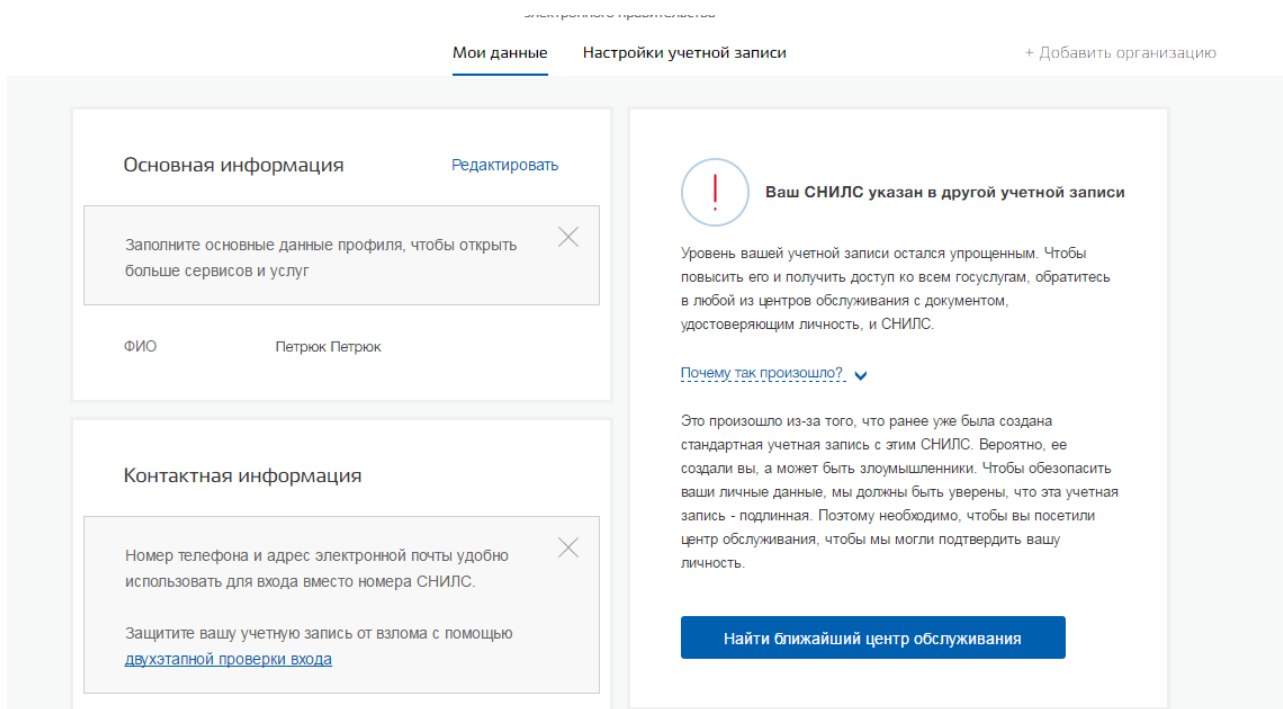 электронного правительства
Мои данные
Настройки учетной записи
+ Добавить организацию
Основная информация
Редактировать
Заполните основные данные профиля, чтобы открыть
больше сервисов и услуг
ФИО
Петрюк Петрюк
Контактная информация
Номер телефона и адрес электронной почты удобно
использовать для входа вместо номера СНИЛС.
Защитите вашу учетную запись от взлома с помощью
двухэтапной проверки входа
Ваш СНИЛС указан в другой учетной записи
Уровень вашей учетной записи остался упрощенным. Чтобы
повысить его и получить доступ ко всем госуслугам, обратитесь
в любой из центров обслуживания с документом,
удостоверяющим личность, и СНИЛС.
Почему так произошло?
Это произошло из-за того, что ранее уже была создана
стандартная учетная запись с этим СНИЛС. Вероятно, ее
создали вы, а может быть злоумышленники. Чтобы обезопасить
ваши личные данные, мы должны быть уверены, что эта учетная
запись - подлинная. Поэтому необходимо, чтобы вы посетили
центр обслуживания, чтобы мы могли подтвердить вашу
личность.
Найти ближайший центр обслуживания